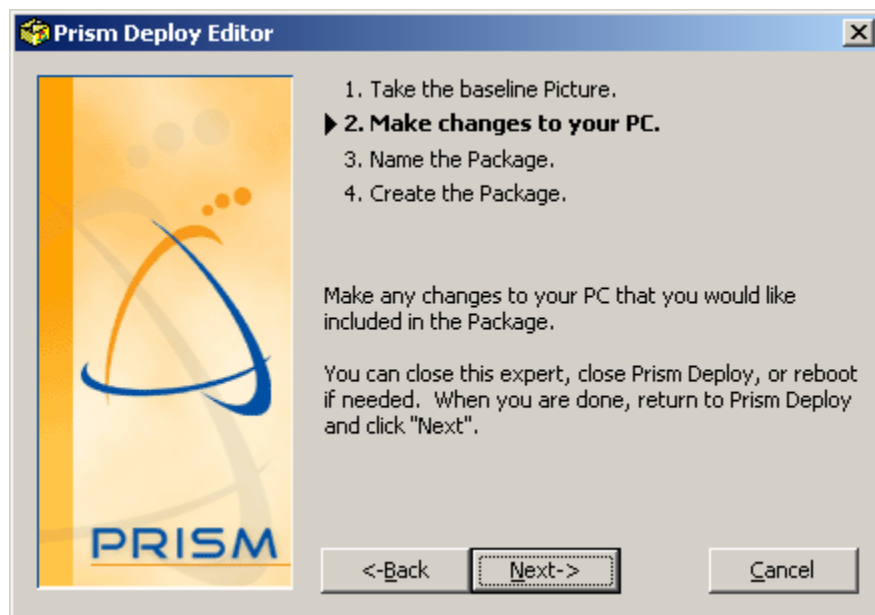 Prism Deploy Editor
1. Take the baseline Picture.
2. Make changes to your PC.
3. Name the Package.
4. Create the Package.
Make any changes to your PC that you would like
included in the Package.
You can close this expert, close Prism Deploy, or reboot
if needed.  When you are done, return to Prism Deploy
and click "Next".
PRISM
<-Back
Next->
Cancel